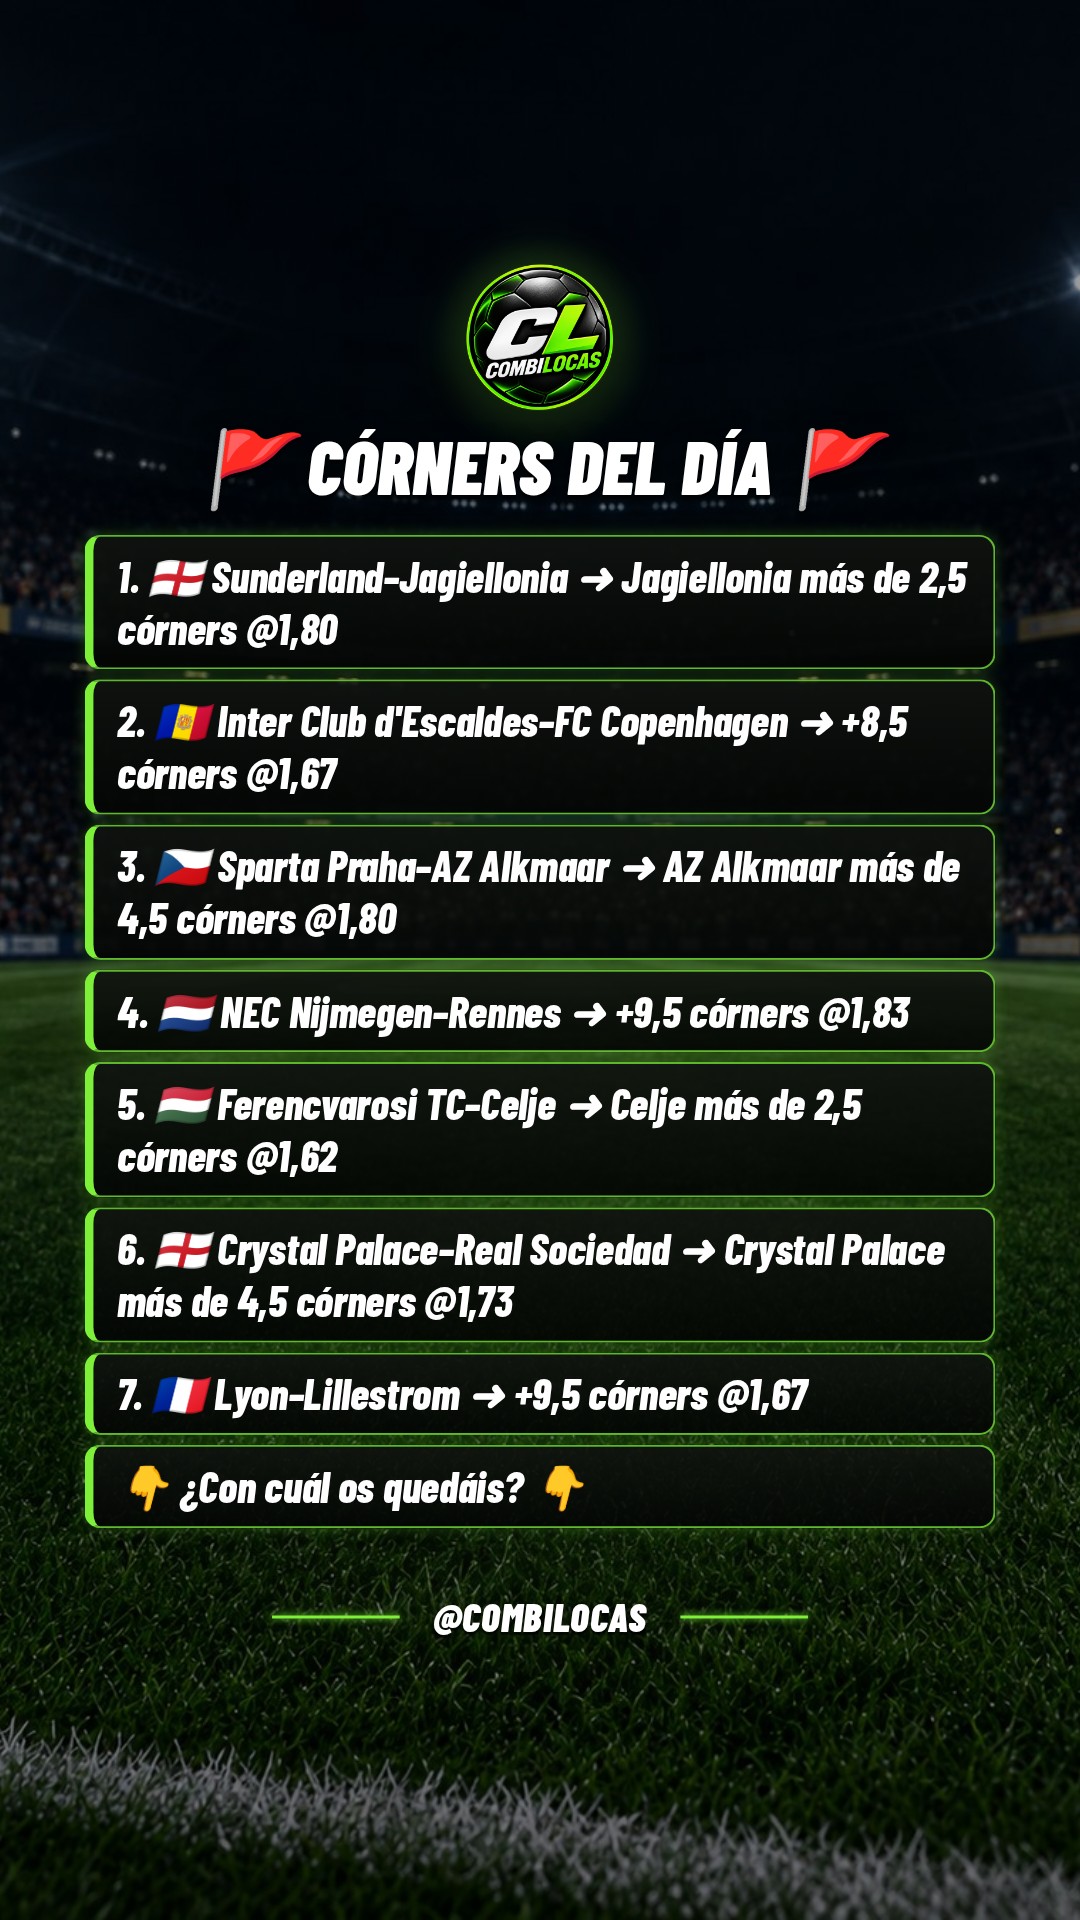 CL
COMBILOCAS
🚩 CÓRNERS DEL DÍA 🚩
1. 🏴󠁧󠁢󠁥󠁮󠁧󠁿 Sunderland–Jagiellonia ➜ Jagiellonia más de 2,5
córners @1,80
2. 🇦🇩 Inter Club d'Escaldes–FC Copenhagen ➜ +8,5
córners @1,67
3. 🇨🇿 Sparta Praha–AZ Alkmaar ➜ AZ Alkmaar más de
4,5 córners @1,80
4. 🇳🇱 NEC Nijmegen–Rennes ➜ +9,5 córners @1,83
5. 🇭🇺 Ferencvarosi TC–Celje ➜ Celje más de 2,5
córners @1,62
6. 🏴󠁧󠁢󠁥󠁮󠁧󠁿 Crystal Palace–Real Sociedad ➜ Crystal Palace
más de 4,5 córners @1,73
7. 🇫🇷 Lyon–Lillestrom ➜ +9,5 córners @1,67
👇 ¿Con cuál os quedáis? 👇
@COMBILOCAS